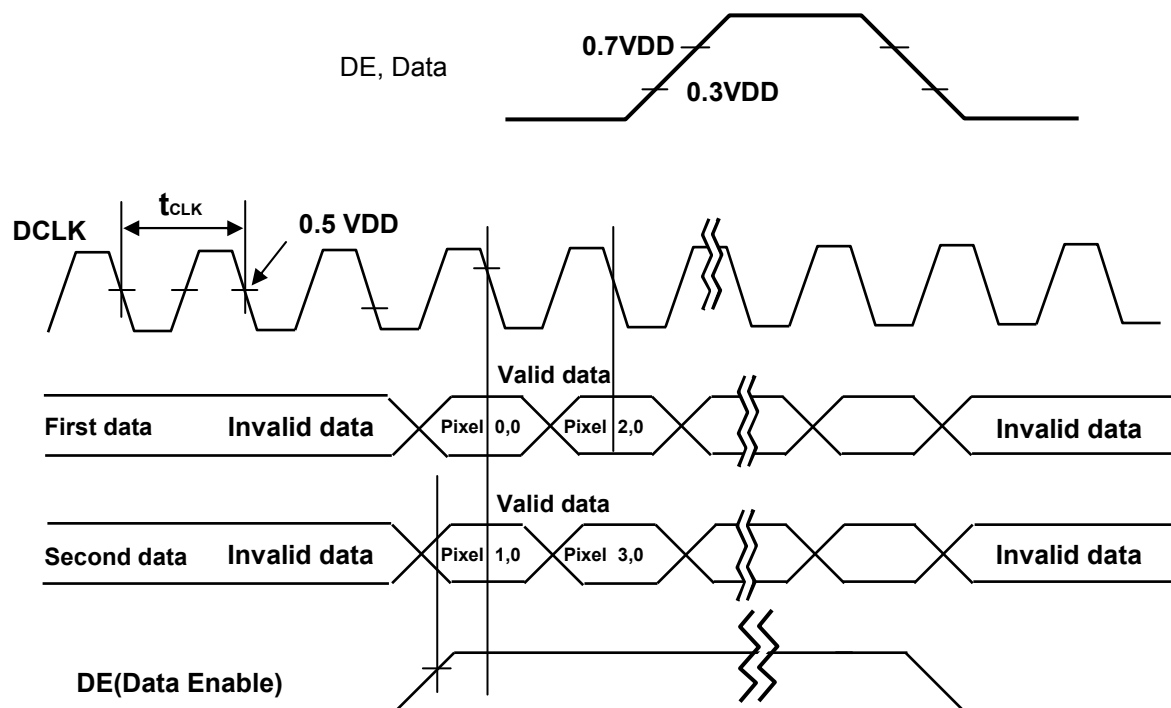 0.7VDD
DE, Data
0.3VDD
tCLK
0.5 VDD
DCLK
Valid data
First data Invalid data Pixel 0,0 Pixel 2,0 Invalid data
Valid data
Second data Invalid data Pixel 1,0 Pixel 3,0 Invalid data
DE(Data Enable)